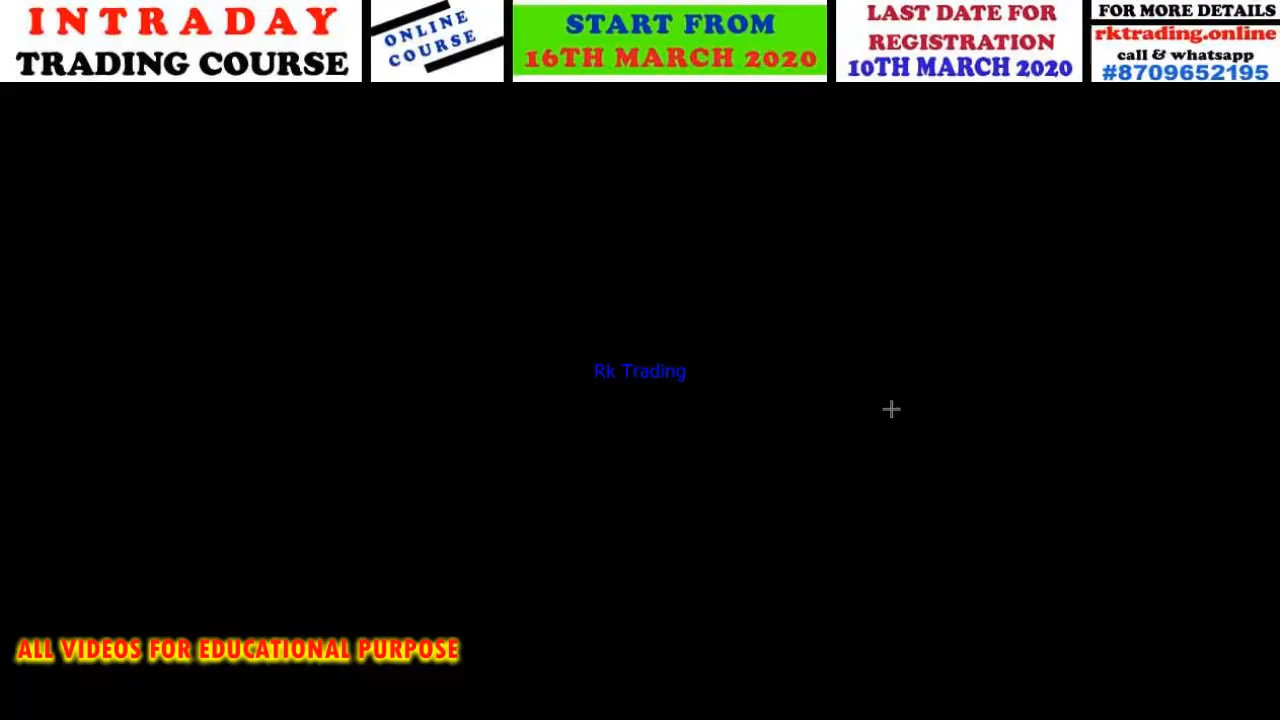 INTRADAY
TRADING COURSE
ONLINE
COURSE
START FROM
16TH MARCH 2020
LAST DATE FOR
REGISTRATION
10TH MARCH 2020
FOR MORE DETAILS
rktrading.online
call & whatsapp
#8709652195
Rk Trading
ALL VIDEOS FOR EDUCATIONAL PURPOSE